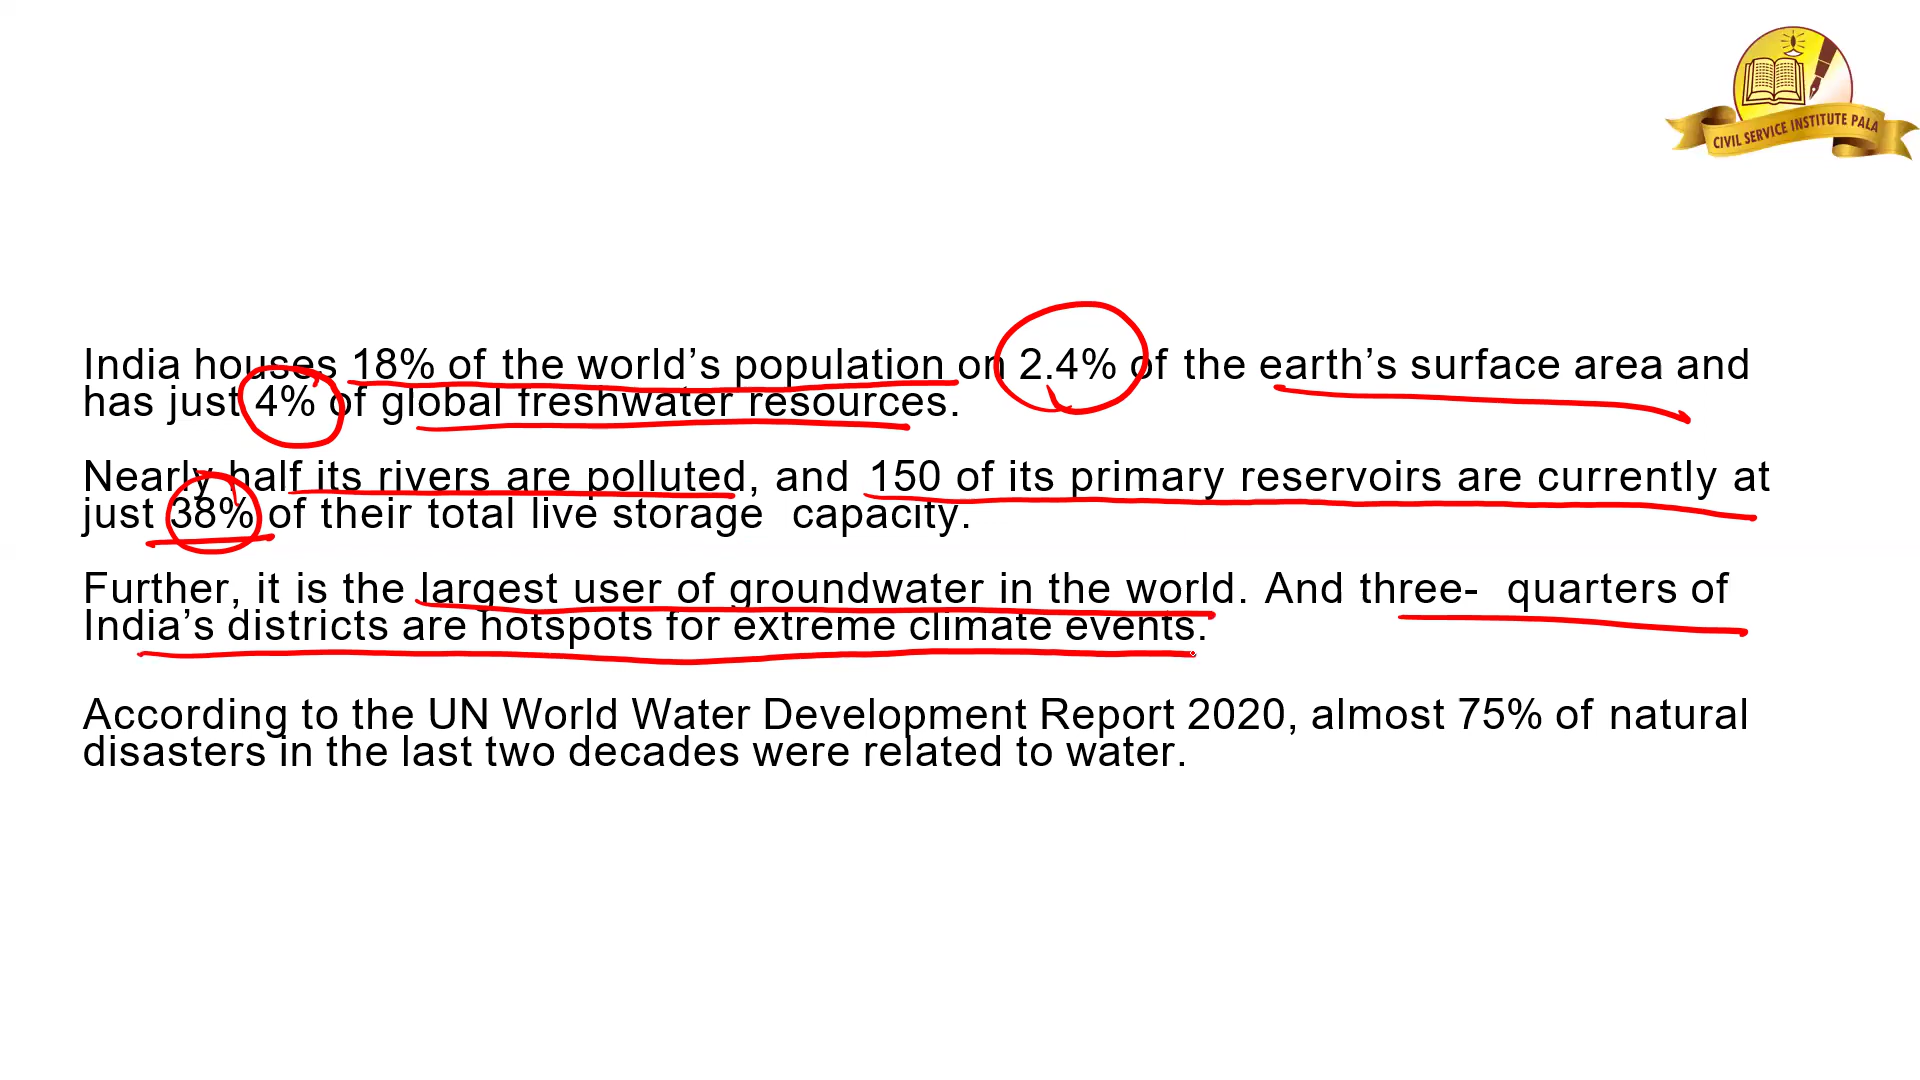 CIVIL SERVICE INSTITUTE PALA
India houses 18% of the world’s population on 2.4% of the earth’s surface area and
has just 4% of global freshwater resources.
Nearly half its rivers are polluted, and 150 of its primary reservoirs are currently at
just 38% of their total live storage capacity.
Further, it is the largest user of groundwater in the world. And three- quarters of
India’s districts are hotspots for extreme climate events.
According to the UN World Water Development Report 2020, almost 75% of natural
disasters in the last two decades were related to water.